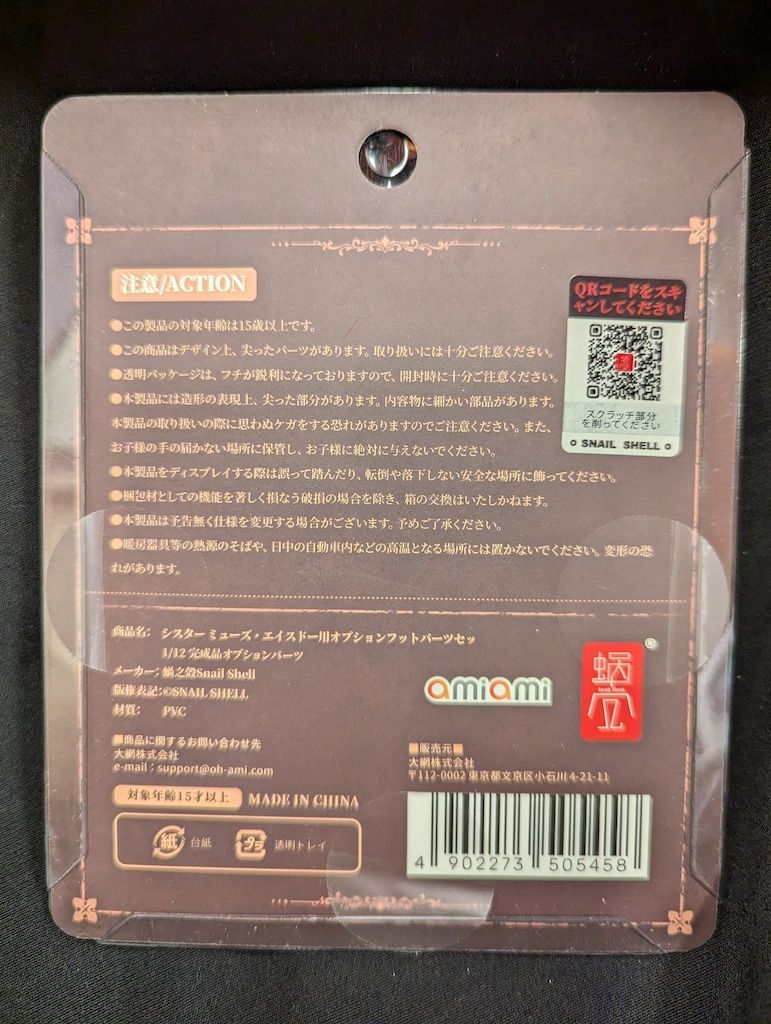 注意/ACTION
●この製品の対象年齢は15歳以上です。
●この商品はデザイン上、尖ったパーツがあります。取り扱いには十分ご注意ください。
●透明パッケージは、フチが鋭利になっておりますので、開封時に十分ご注意ください。
●本製品には造形の表現上、尖った部分があります。内容物に細かい部品があります。
本製品の取り扱いの際に思わぬケガをする恐れがありますのでご注意ください。また、
お子様の手の届かない場所に保管し、お子様に絶対に与えないでください。
●本製品をディスプレイする際は誤って踏んだり、転倒や落下しない安全な場所に飾ってください。
●梱包材としての機能を著しく損なう破損の場合を除き、箱の交換はいたしかねます。
●本製品は予告無く仕様を変更する場合がございます。予めご了承ください。
●暖房器具等の熱源のそばや、日中の自動車内などの高温となる場所には置かないでください。変形の恐
れがあります。
QRコードをスキ
ャンしてください
スクラッチ部分
を削ってください
SNAIL SHELL
商品名: シスター ミューズ・エイスドー用オプションフットパーツセッ
1/12 完成品オプションパーツ
メーカー: 蝸之殼Snail Shell
版権表記:©SNAIL SHELL
材質: PVC
amiami
蝸之殼
Snail Shell
®
■商品に関するお問い合わせ先
大網株式会社
e-mail:support@oh-ami.com
■販売元■
大網株式会社
〒112-0002 東京都文京区小石川 4-21-11
対象年齢15才以上 MADE IN CHINA
紙 台紙 プラ 透明トレイ
4 902273 505458